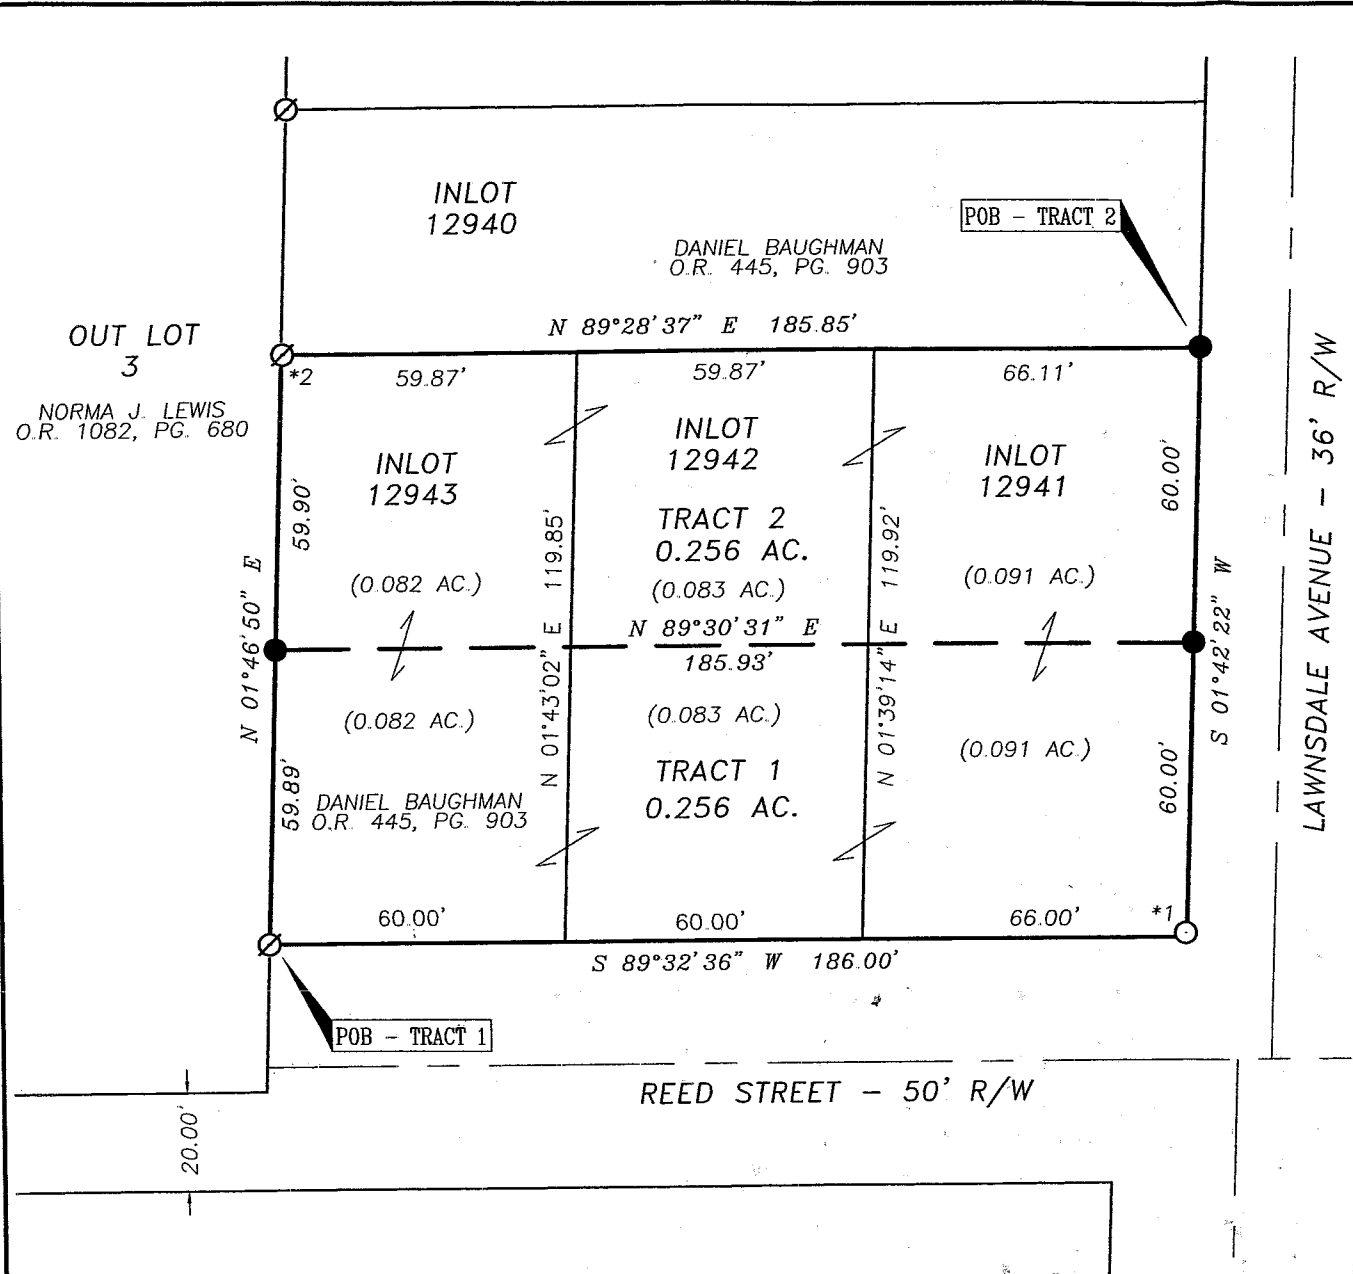 INLOT
12940
POB - TRACT 2
DANIEL BAUGHMAN
O.R. 445, PG. 903
OUT LOT
3
NORMA J. LEWIS
O.R. 1082, PG. 680
N 89°28'37" E 185.85'
*2
59.87'
59.87'
66.11'
INLOT
12943
INLOT
12942
INLOT
12941
59.90'
119.85'
119.92'
60.00'
TRACT 2
0.256 AC.
(0.082 AC.)
(0.083 AC.)
(0.091 AC.)
N 89°30'31" E
185.93'
N 01°46'50" E
N 01°43'02" E
N 01°39'14" E
S 01°42'22" W
LAWNSDALE AVENUE - 36' R/W
(0.082 AC.)
(0.083 AC.)
(0.091 AC.)
TRACT 1
0.256 AC.
59.89'
60.00'
DANIEL BAUGHMAN
O.R. 445, PG. 903
60.00'
60.00'
66.00'
*1
S 89°32'36" W 186.00'
POB - TRACT 1
REED STREET - 50' R/W
20.00'